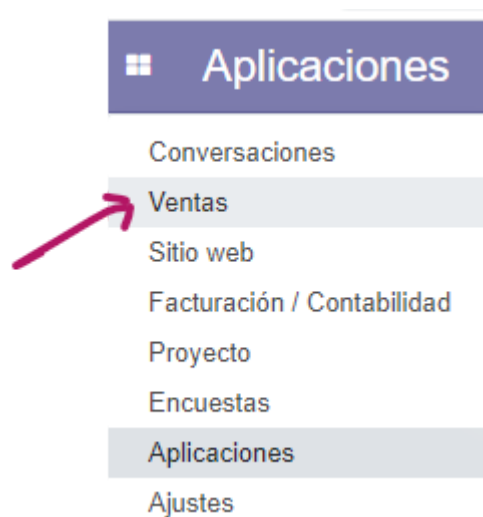 Aplicaciones
Conversaciones
Ventas
Sitio web
Facturación / Contabilidad
Proyecto
Encuestas
Aplicaciones
Ajustes